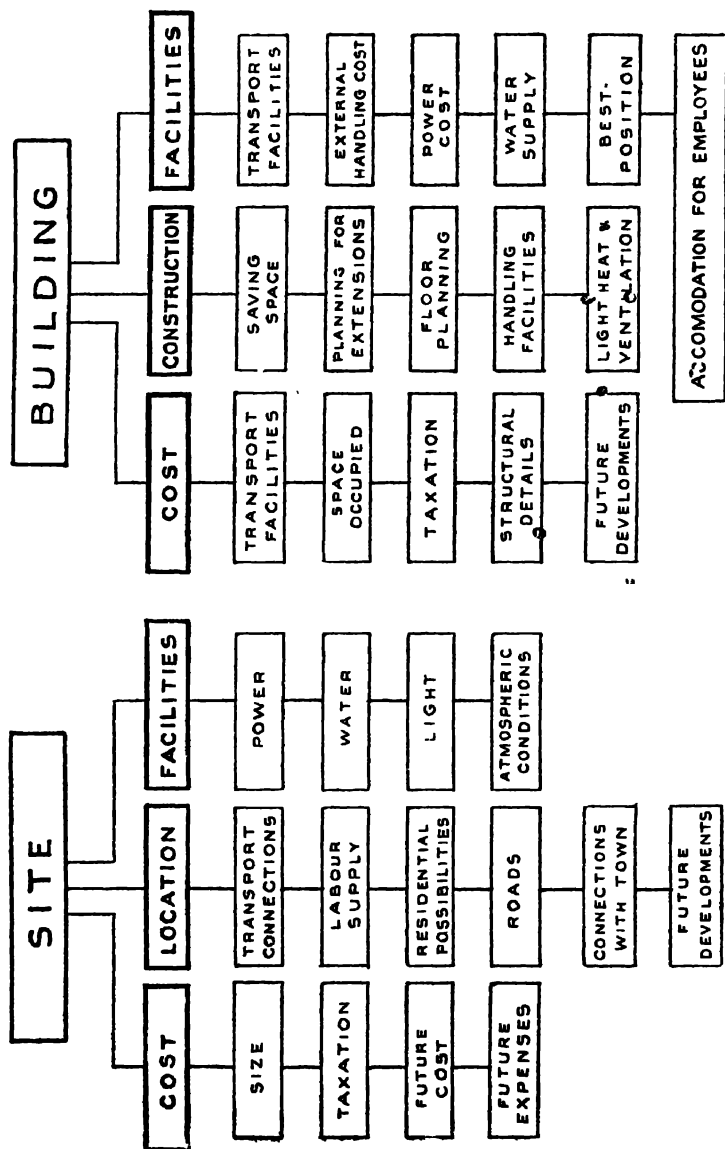 SITE
COST
SIZE
TAXATION
FUTURE
COST
FUTURE
EXPENSES
LOCATION
TRANSPORT
CONNECTIONS
LABOUR
SUPPLY
RESIDENTIAL
POSSIBILITIES
ROADS
CONNECTIONS
WITH TOWN
FUTURE
DEVELOPMENTS
FACILITIES
POWER
WATER
LIGHT
ATMOSPHERIC
CONDITIONS
BUILDING
COST
TRANSPORT
FACILITIES
SPACE
OCCUPIED
TAXATION
STRUCTURAL
DETAILS
FUTURE
DEVELOPMENTS
CONSTRUCTION
SAVING
SPACE
PLANNING FOR
EXTENSIONS
FLOOR
PLANNING
HANDLING
FACILITIES
LIGHT HEAT &
VENTILATION
FACILITIES
TRANSPORT
FACILITIES
EXTERNAL
HANDLING COST
POWER
COST
WATER
SUPPLY
BEST-
POSITION
ACCOMODATION FOR EMPLOYEES